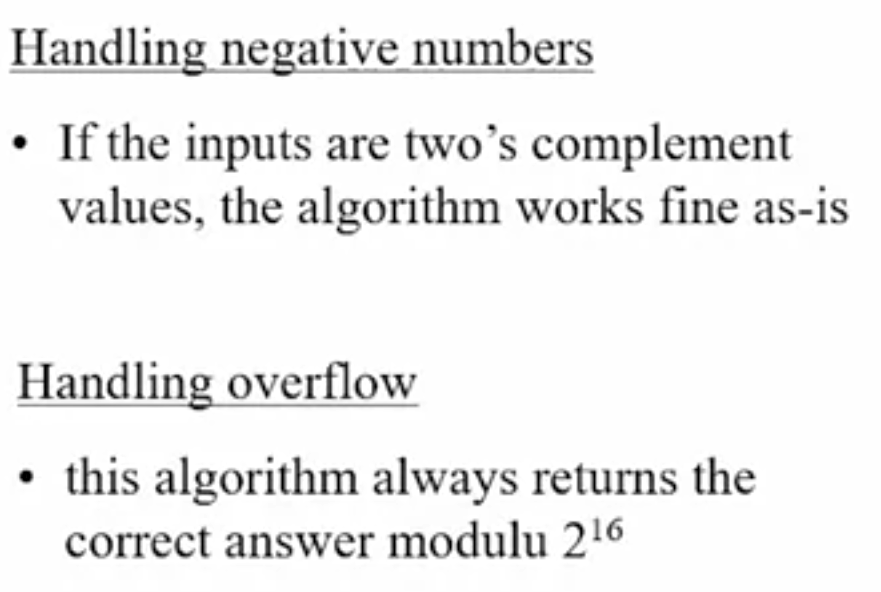 Handling negative numbers
• If the inputs are two’s complement
values, the algorithm works fine as-is
Handling overflow
• this algorithm always returns the
correct answer modulu 2¹⁶